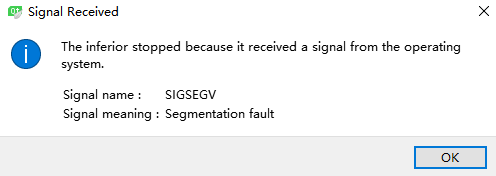 Signal Received
The inferior stopped because it received a signal from the operating
system.
Signal name : SIGSEGV
Signal meaning : Segmentation fault
OK